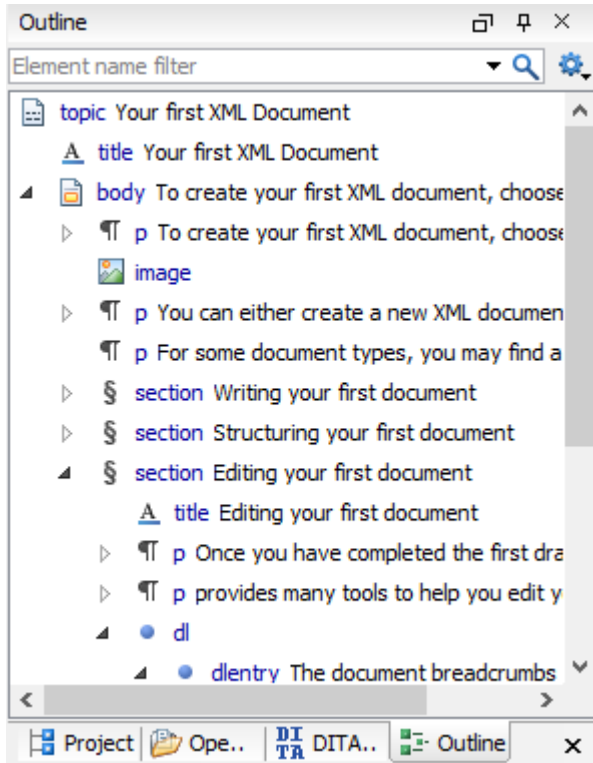 Outline
Element name filter
topic Your first XML Document
A title Your first XML Document
body To create your first XML document, choose
¶ p To create your first XML document, choose
image
¶ p You can either create a new XML documen
¶ p For some document types, you may find a
§ section Writing your first document
§ section Structuring your first document
§ section Editing your first document
A title Editing your first document
¶ p Once you have completed the first dra
¶ p provides many tools to help you edit y
dl
dlentry The document breadcrumbs
Project Ope.. DITA DITA.. Outline